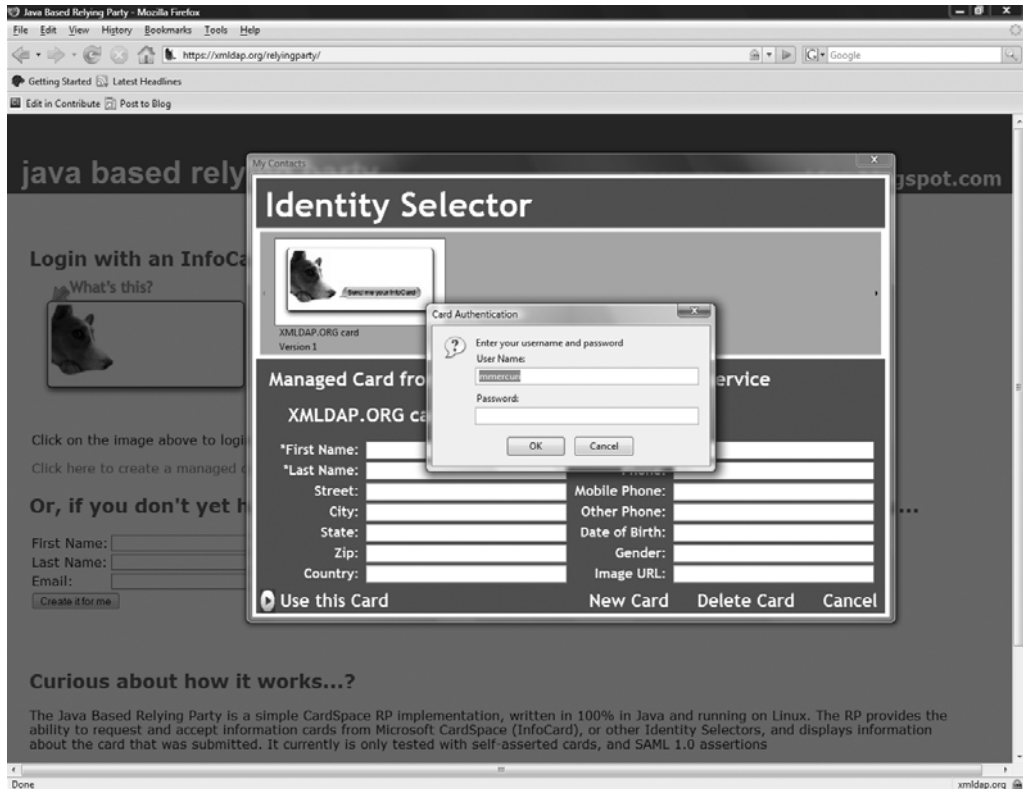 Java Based Relying Party - Mozilla Firefox
File Edit View History Bookmarks Tools Help
https://xmldap.org/relyingparty/
Google
Getting Started Latest Headlines
Edit in Contribute Post to Blog
java based rely
gspot.com
My Contacts
Identity Selector
Login with an InfoCa
What's this?
Send me your InfoCard
XMLDAP.ORG card
Version 1
Card Authentication
Enter your username and password
User Name:
mmercuri
Password:
OK Cancel
Managed Card fro
ervice
XMLDAP.ORG ca
Click on the image above to logi
Click here to create a managed c
*First Name:
*Last Name:
Phone:
Street:
Mobile Phone:
City:
Other Phone:
State:
Date of Birth:
Zip:
Gender:
Country:
Image URL:
Use this Card
New Card Delete Card Cancel
Or, if you don't yet h
...
First Name:
Last Name:
Email:
Create it for me
Curious about how it works...?
The Java Based Relying Party is a simple CardSpace RP implementation, written in 100% in Java and running on Linux. The RP provides the
ability to request and accept information cards from Microsoft CardSpace (InfoCard), or other Identity Selectors, and displays information
about the card that was submitted. It currently is only tested with self-asserted cards, and SAML 1.0 assertions
Done
xmldap.org